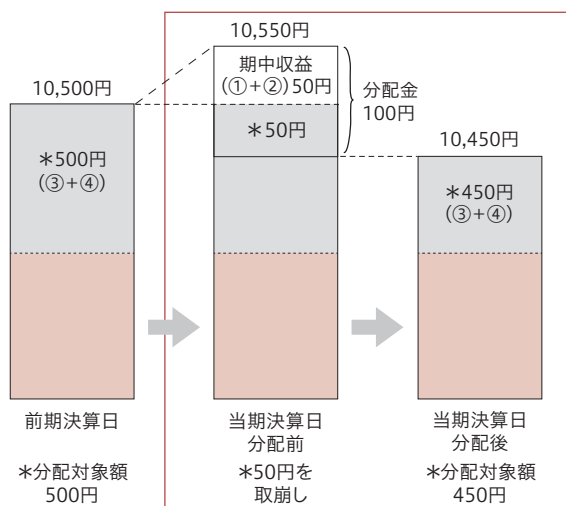 10,500円
＊500円
(③+④)
前期決算日
＊分配対象額
500円
10,550円
期中収益
(①+②)50円
＊50円
分配金
100円
当期決算日
分配前
＊50円を
取崩し
10,450円
＊450円
(③+④)
当期決算日
分配後
＊分配対象額
450円